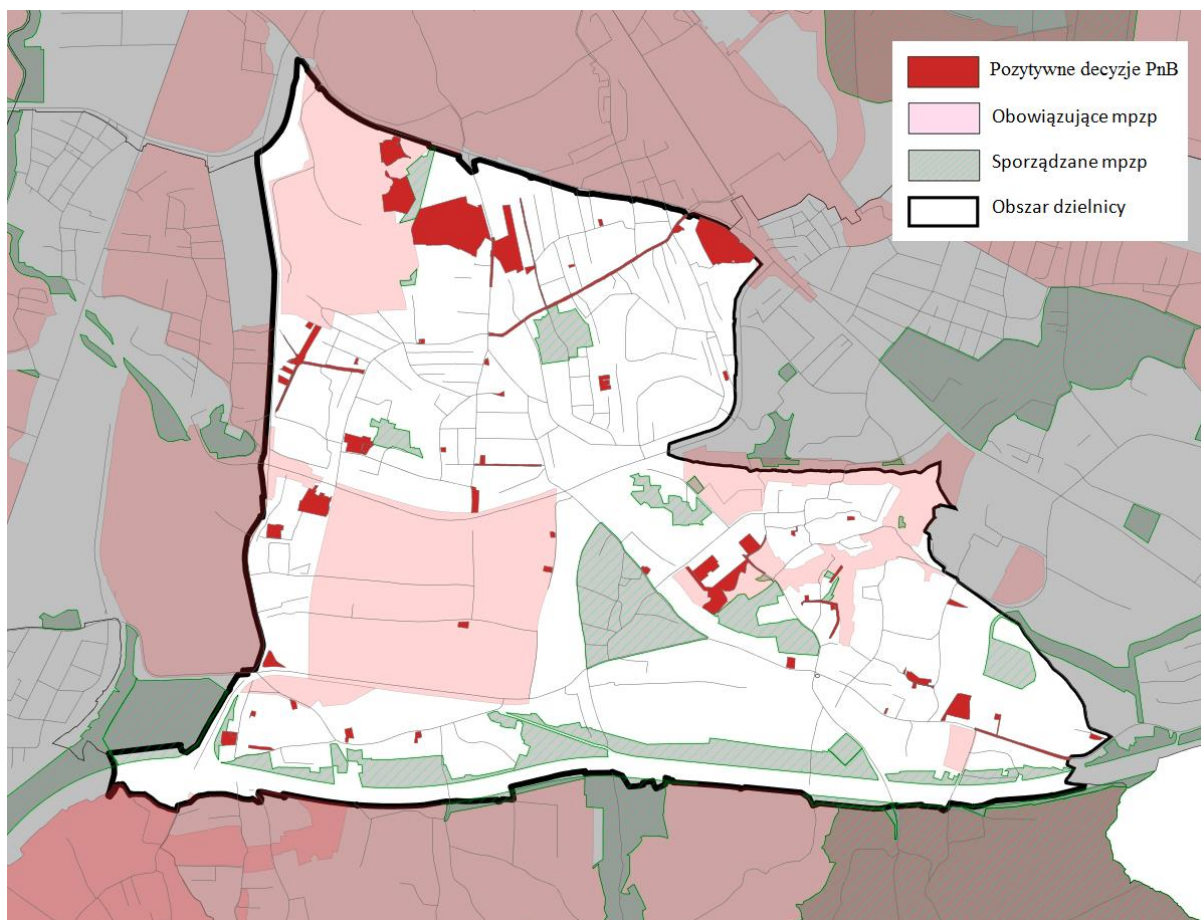 Pozytywne decyzje PnB
Obowiązujące mpzp
Sporządzane mpzp
Obszar dzielnicy